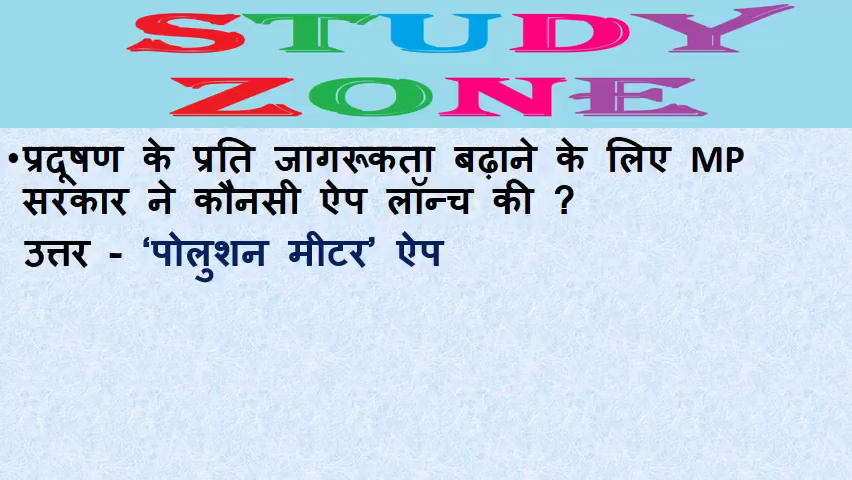 STUDY
ZONE
•प्रदूषण के प्रति जागरूकता बढ़ाने के लिए MP
सरकार ने कौनसी ऐप लॉन्च की ?
उत्तर - ‘पोलुशन मीटर’ ऐप